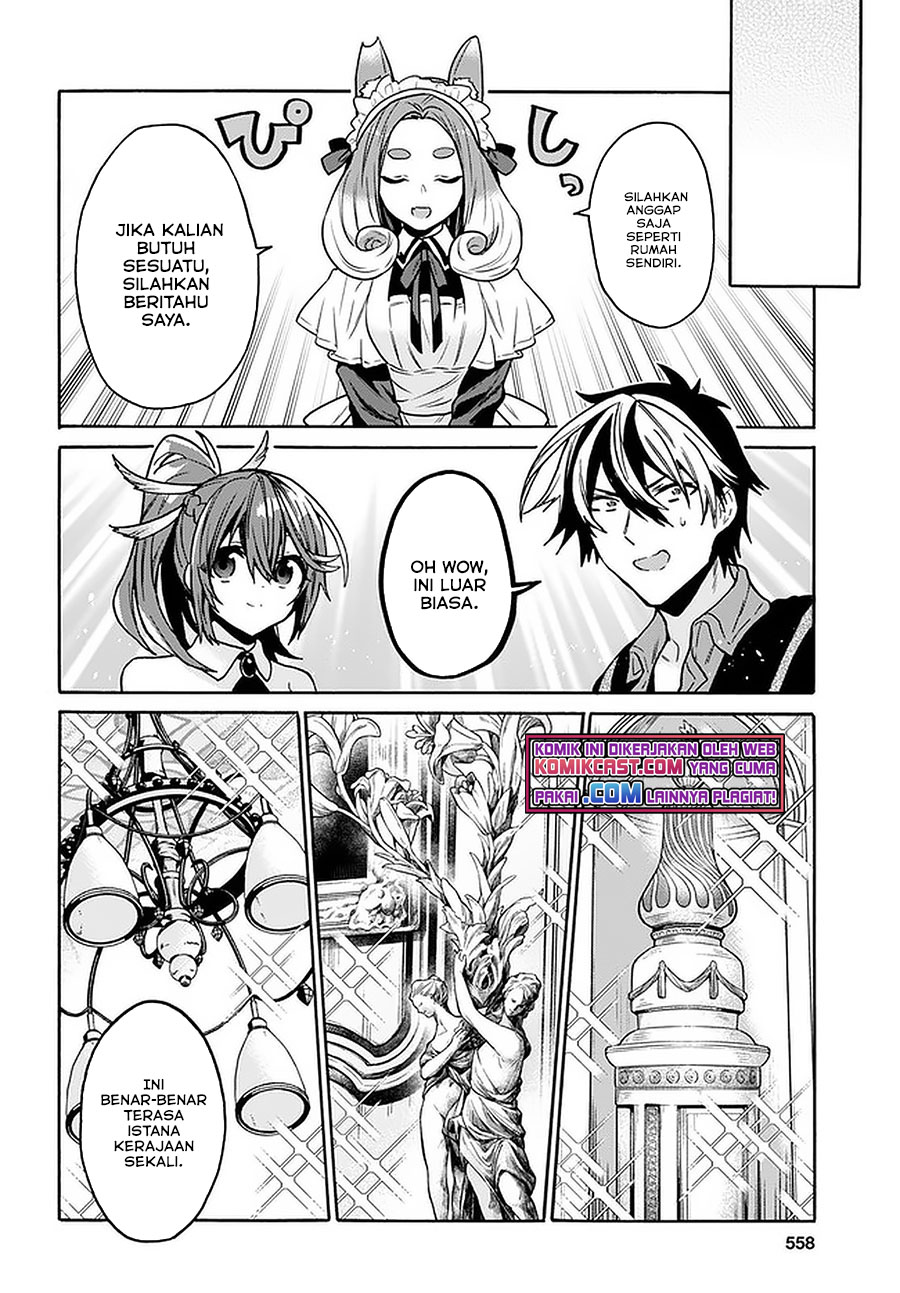 ぴしっ
SILAHKAN
ANGGAP
SAJA
SEPERTI
RUMAH
SENDIRI.
JIKA KALIAN
BUTUH
SESUATU,
SILAHKAN
BERITAHU
SAYA.
OH WOW,
INI LUAR
BIASA.
KOMIK INI DIKERJAKAN OLEH WEB
KOMIKCAST.COM YANG CUMA
PAKAI .COM LAINNYA PLAGIAT!
INI
BENAR-BENAR
TERASA
ISTANA
KERAJAAN
SEKALI.
558